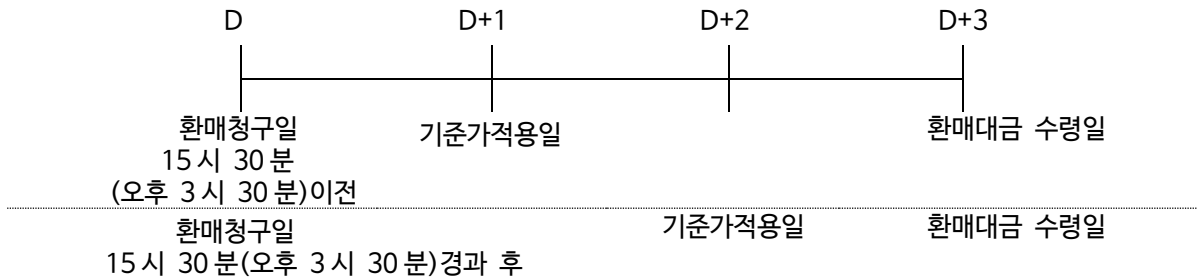 D D+1 D+2 D+3
환매청구일 기준가적용일 환매대금 수령일
15시 30분
(오후 3시 30분)이전
환매청구일 기준가적용일 환매대금 수령일
15시 30분(오후 3시 30분)경과 후